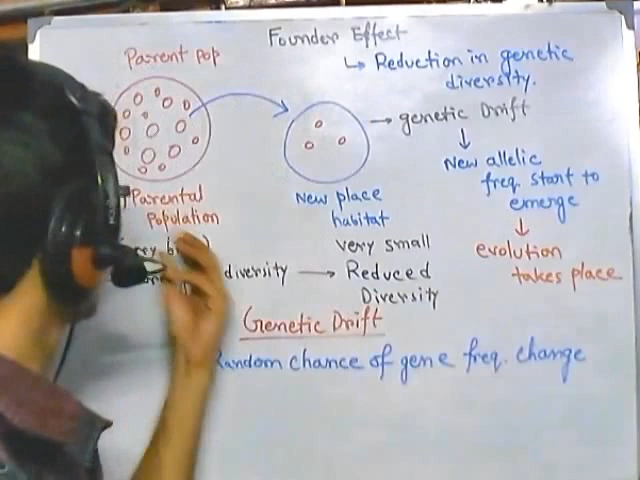 Founder Effect
↳ Reduction in genetic
diversity.
Parent pop
→ genetic Drift
↓
New allelic
freq. start to
emerge
↓
evolution
takes place
Parental
Population
New place
habitat
very small
diversity → Reduced
Diversity
Genetic Drift
Random chance of gene freq. change